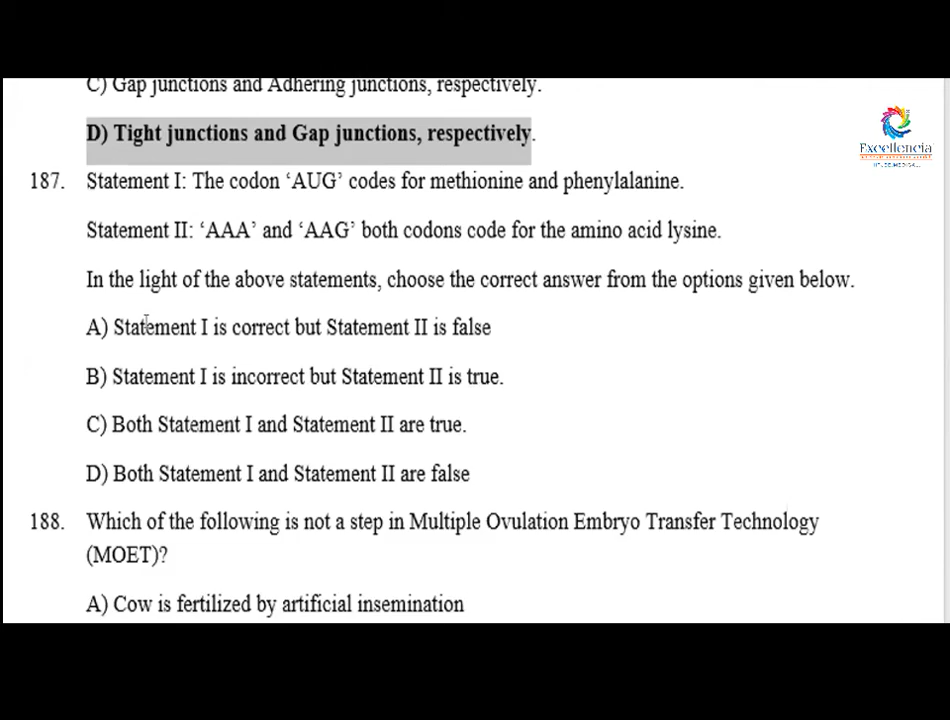 C) Gap junctions and Adhering junctions, respectively.
D) Tight junctions and Gap junctions, respectively.
Excellencia
187. Statement I: The codon ‘AUG’ codes for methionine and phenylalanine.
Statement II: ‘AAA’ and ‘AAG’ both codons code for the amino acid lysine.
In the light of the above statements, choose the correct answer from the options given below.
A) Statement I is correct but Statement II is false
B) Statement I is incorrect but Statement II is true.
C) Both Statement I and Statement II are true.
D) Both Statement I and Statement II are false
188. Which of the following is not a step in Multiple Ovulation Embryo Transfer Technology
(MOET)?
A) Cow is fertilized by artificial insemination